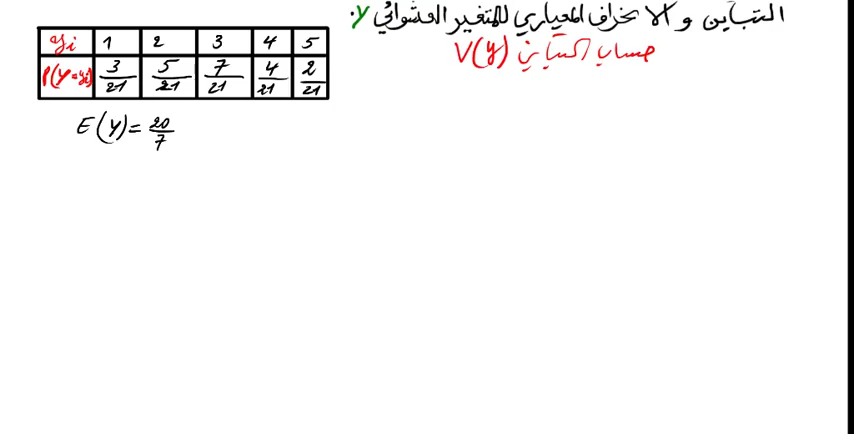 التباين والانحراف المعياري للمتغير العشوائي y.
حساب التباين V(y)
yi 1 2 3 4 5
P(Y=yi) 3/21 5/21 7/21 4/21 2/21
E(Y)=20/7